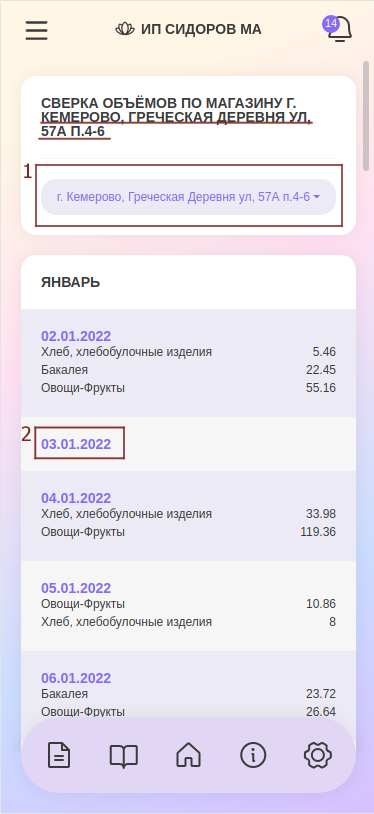 ИП СИДОРОВ МА
14
СВЕРКА ОБЪЁМОВ ПО МАГАЗИНУ Г.
КЕМЕРОВО, ГРЕЧЕСКАЯ ДЕРЕВНЯ УЛ,
57А П.4-6
1
г. Кемерово, Греческая Деревня ул, 57А п.4-6
ЯНВАРЬ
02.01.2022
Хлеб, хлебобулочные изделия 5.46
Бакалея 22.45
Овощи-Фрукты 55.16
2
03.01.2022
04.01.2022
Хлеб, хлебобулочные изделия 33.98
Овощи-Фрукты 119.36
05.01.2022
Овощи-Фрукты 10.86
Хлеб, хлебобулочные изделия 8
06.01.2022
Бакалея 23.72
Овощи-Фрукты 26.64